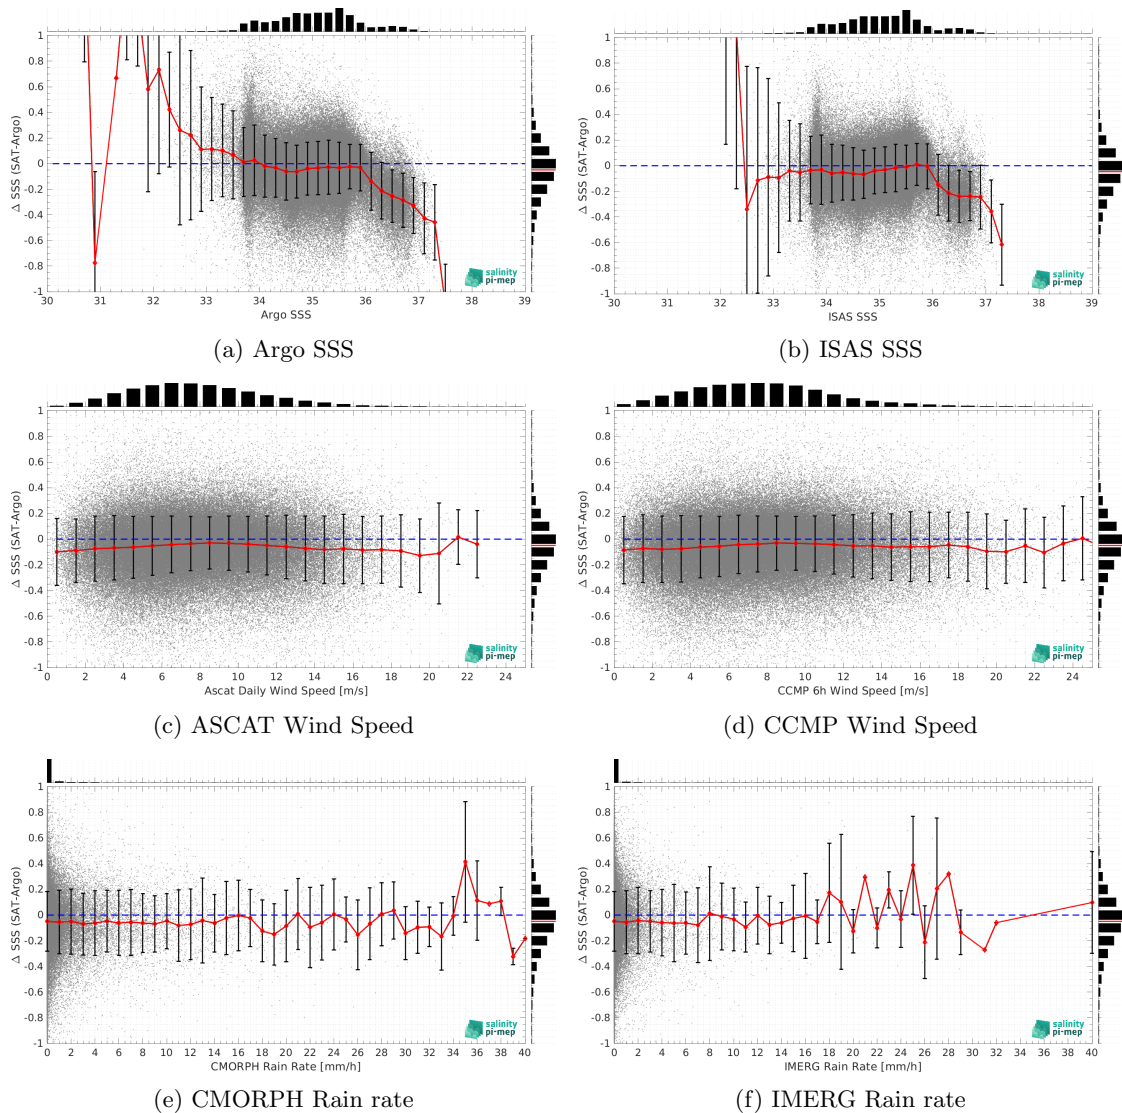 1
0.8
0.6
0.4
0.2
0
-0.2
-0.4
-0.6
-0.8
-1
Δ SSS (SAT-Argo)
30 31 32 33 34 35 36 37 38 39
Argo SSS
salinity
pi-mep
(a) Argo SSS
1
0.8
0.6
0.4
0.2
0
-0.2
-0.4
-0.6
-0.8
-1
Δ SSS (SAT-Argo)
30 31 32 33 34 35 36 37 38 39
ISAS SSS
salinity
pi-mep
(b) ISAS SSS
1
0.8
0.6
0.4
0.2
0
-0.2
-0.4
-0.6
-0.8
-1
Δ SSS (SAT-Argo)
0 2 4 6 8 10 12 14 16 18 20 22 24
Ascat Daily Wind Speed [m/s]
salinity
pi-mep
(c) ASCAT Wind Speed
1
0.8
0.6
0.4
0.2
0
-0.2
-0.4
-0.6
-0.8
-1
Δ SSS (SAT-Argo)
0 2 4 6 8 10 12 14 16 18 20 22 24
CCMP 6h Wind Speed [m/s]
salinity
pi-mep
(d) CCMP Wind Speed
1
0.8
0.6
0.4
0.2
0
-0.2
-0.4
-0.6
-0.8
-1
Δ SSS (SAT-Argo)
0 2 4 6 8 10 12 14 16 18 20 22 24 26 28 30 32 34 36 38 40
CMORPH Rain Rate [mm/h]
salinity
pi-mep
(e) CMORPH Rain rate
1
0.8
0.6
0.4
0.2
0
-0.2
-0.4
-0.6
-0.8
-1
Δ SSS (SAT-Argo)
0 2 4 6 8 10 12 14 16 18 20 22 24 26 28 30 32 34 36 38 40
IMERG Rain Rate [mm/h]
salinity
pi-mep
(f) IMERG Rain rate